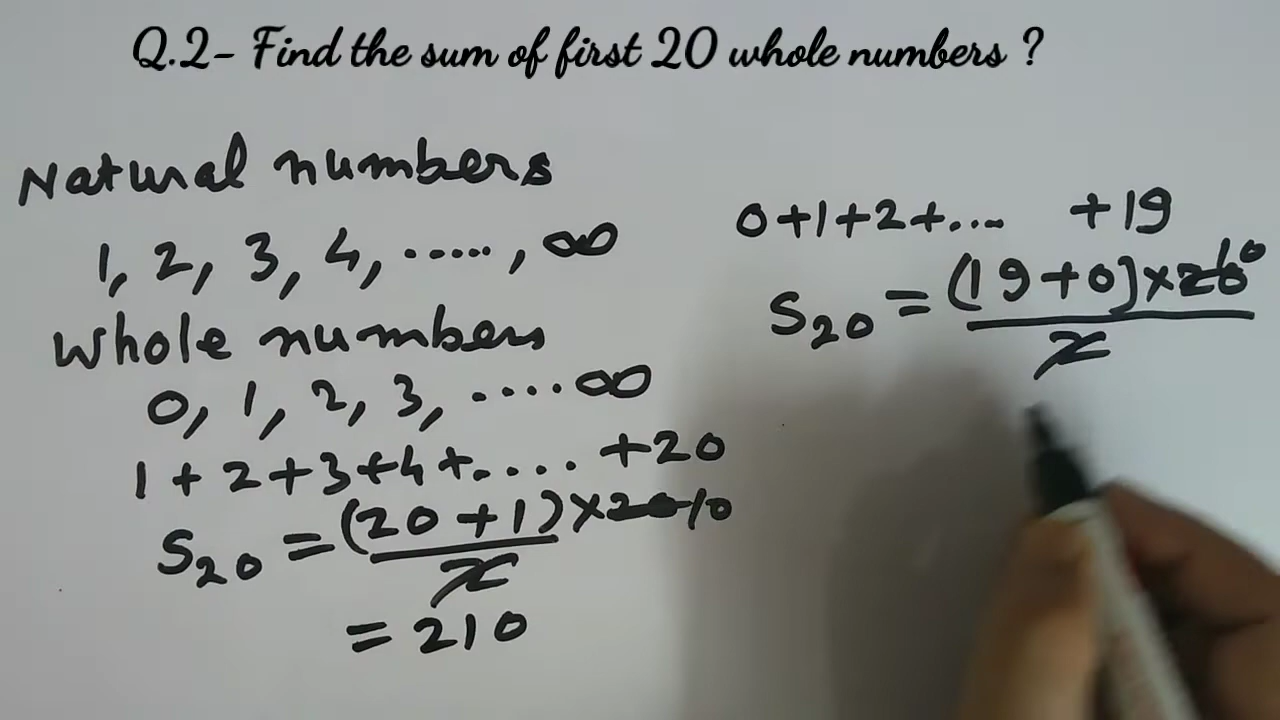 Q.2- Find the sum of first 20 whole numbers ?
Natural numbers
1, 2, 3, 4, ....., ∞
Whole numbers
0, 1, 2, 3, ....∞
1 + 2 + 3 + 4 + .... +20
S20 = (20 + 1) × 20 10
2
= 210
0+1+2+.... +19
S20 = (19+0) × 20 10
2